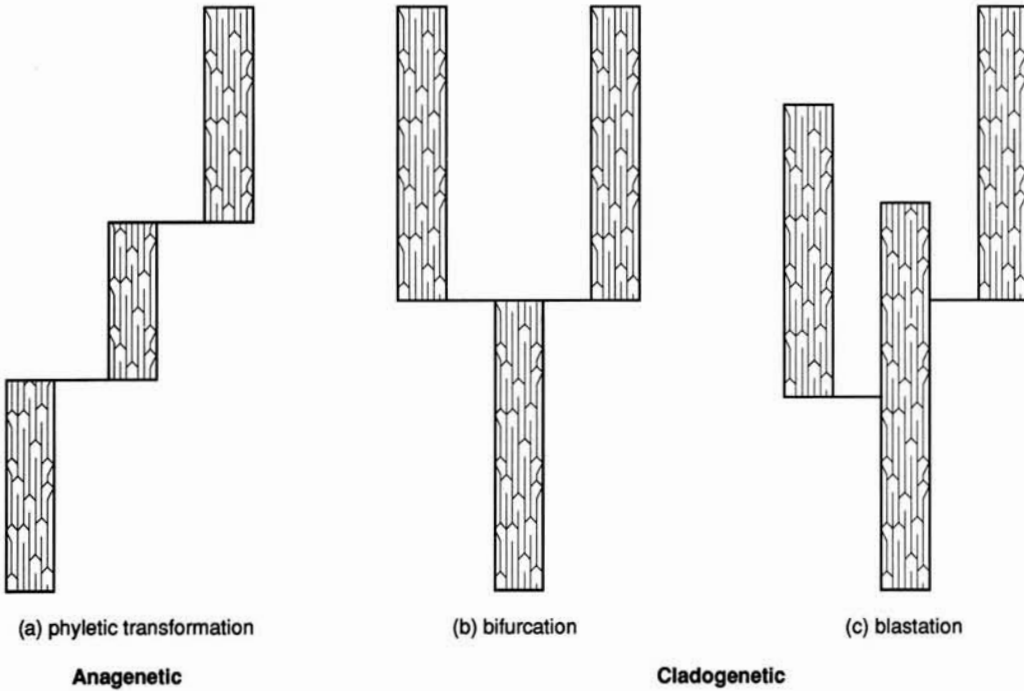 (a) phyletic transformation
(b) bifurcation
(c) blastation
Anagenetic
Cladogenetic